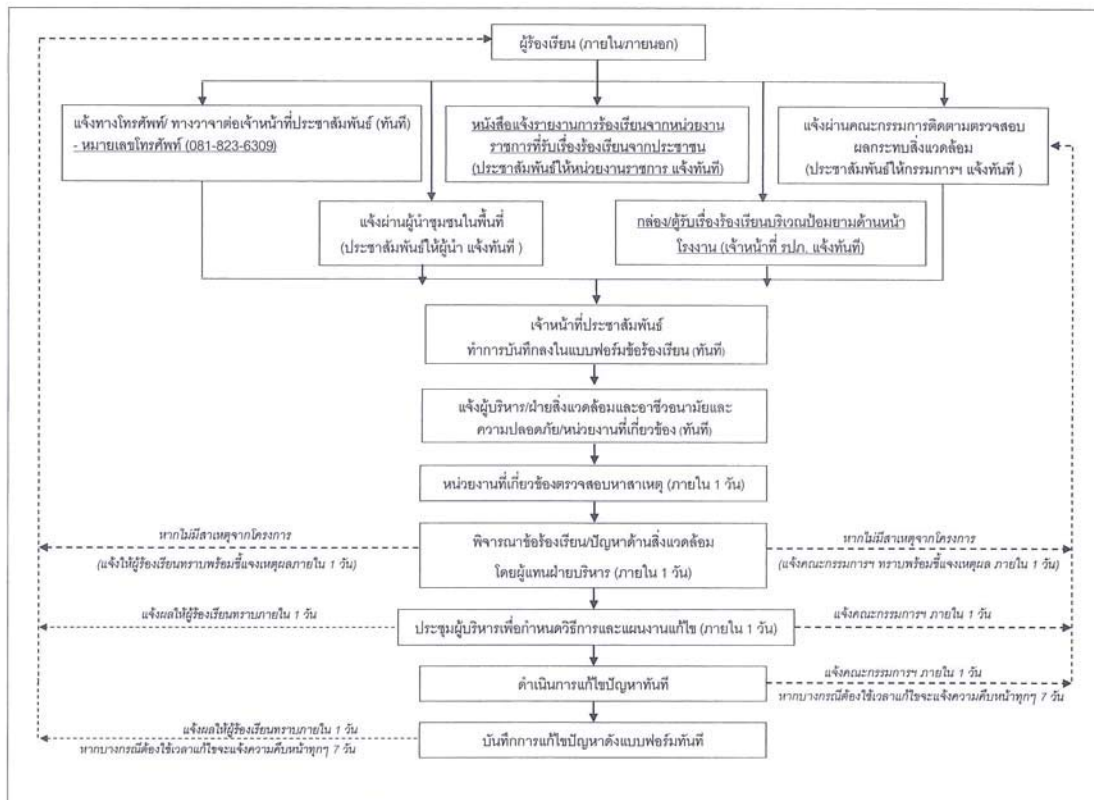 ผู้ร้องเรียน (ภายใน/ภายนอก)
แจ้งทางโทรศัพท์/ ทางวาจาต่อเจ้าหน้าที่ประชาสัมพันธ์ (ทันที)
- หมายเลขโทรศัพท์ (081-823-6309)
หนังสือแจ้งรายงานการร้องเรียนจากหน่วยงาน
ราชการที่รับเรื่องร้องเรียนจากประชาชน
(ประชาสัมพันธ์ให้หน่วยงานราชการ แจ้งทันที)
แจ้งผ่านคณะกรรมการติดตามตรวจสอบ
ผลกระทบสิ่งแวดล้อม
(ประชาสัมพันธ์ให้กรรมการฯ แจ้งทันที )
แจ้งผ่านผู้นำชุมชนในพื้นที่
(ประชาสัมพันธ์ให้ผู้นำ แจ้งทันที )
กล่อง/ตู้รับเรื่องร้องเรียนบริเวณป้อมยามด้านหน้า
โรงงาน (เจ้าหน้าที่ รปภ. แจ้งทันที)
เจ้าหน้าที่ประชาสัมพันธ์
ทำการบันทึกลงในแบบฟอร์มข้อร้องเรียน (ทันที)
แจ้งผู้บริหาร/ฝ่ายสิ่งแวดล้อมและอาชีวอนามัยและ
ความปลอดภัย/หน่วยงานที่เกี่ยวข้อง (ทันที)
หน่วยงานที่เกี่ยวข้องตรวจสอบหาสาเหตุ (ภายใน 1 วัน)
หากไม่มีสาเหตุจากโครงการ
(แจ้งให้ผู้ร้องเรียนทราบพร้อมชี้แจงเหตุผลภายใน 1 วัน)
พิจารณาข้อร้องเรียน/ปัญหาด้านสิ่งแวดล้อม
โดยผู้แทนฝ่ายบริหาร (ภายใน 1 วัน)
หากไม่มีสาเหตุจากโครงการ
(แจ้งคณะกรรมการฯ ทราบพร้อมชี้แจงเหตุผล ภายใน 1 วัน)
แจ้งผลให้ผู้ร้องเรียนทราบภายใน 1 วัน
ประชุมผู้บริหารเพื่อกำหนดวิธีการและแผนงานแก้ไข (ภายใน 1 วัน)
แจ้งคณะกรรมการฯ ภายใน 1 วัน
ดำเนินการแก้ไขปัญหาทันที
แจ้งคณะกรรมการฯ ภายใน 1 วัน
หากบางกรณีต้องใช้เวลาแก้ไขจะแจ้งความคืบหน้าทุกๆ 7 วัน
แจ้งผลให้ผู้ร้องเรียนทราบภายใน 1 วัน
หากบางกรณีต้องใช้เวลาแก้ไขจะแจ้งความคืบหน้าทุกๆ 7 วัน
บันทึกการแก้ไขปัญหาดังแบบฟอร์มทันที